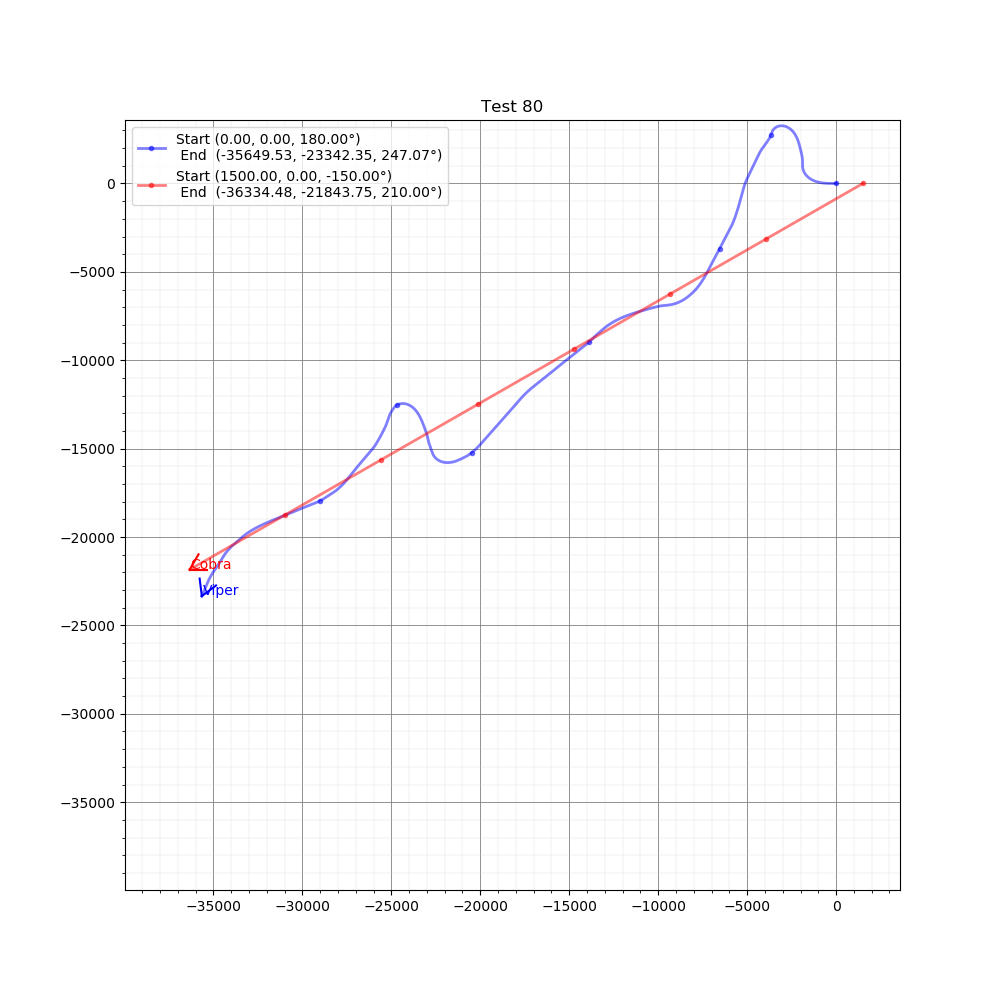 Test 80
Start (0.00, 0.00, 180.00°)
End  (-35649.53, -23342.35, 247.07°)
Start (1500.00, 0.00, -150.00°)
End  (-36334.48, -21843.75, 210.00°)
0
−5000
−10000
−15000
−20000
−25000
−30000
−35000
Cobra
Viper
−35000 −30000 −25000 −20000 −15000 −10000 −5000 0